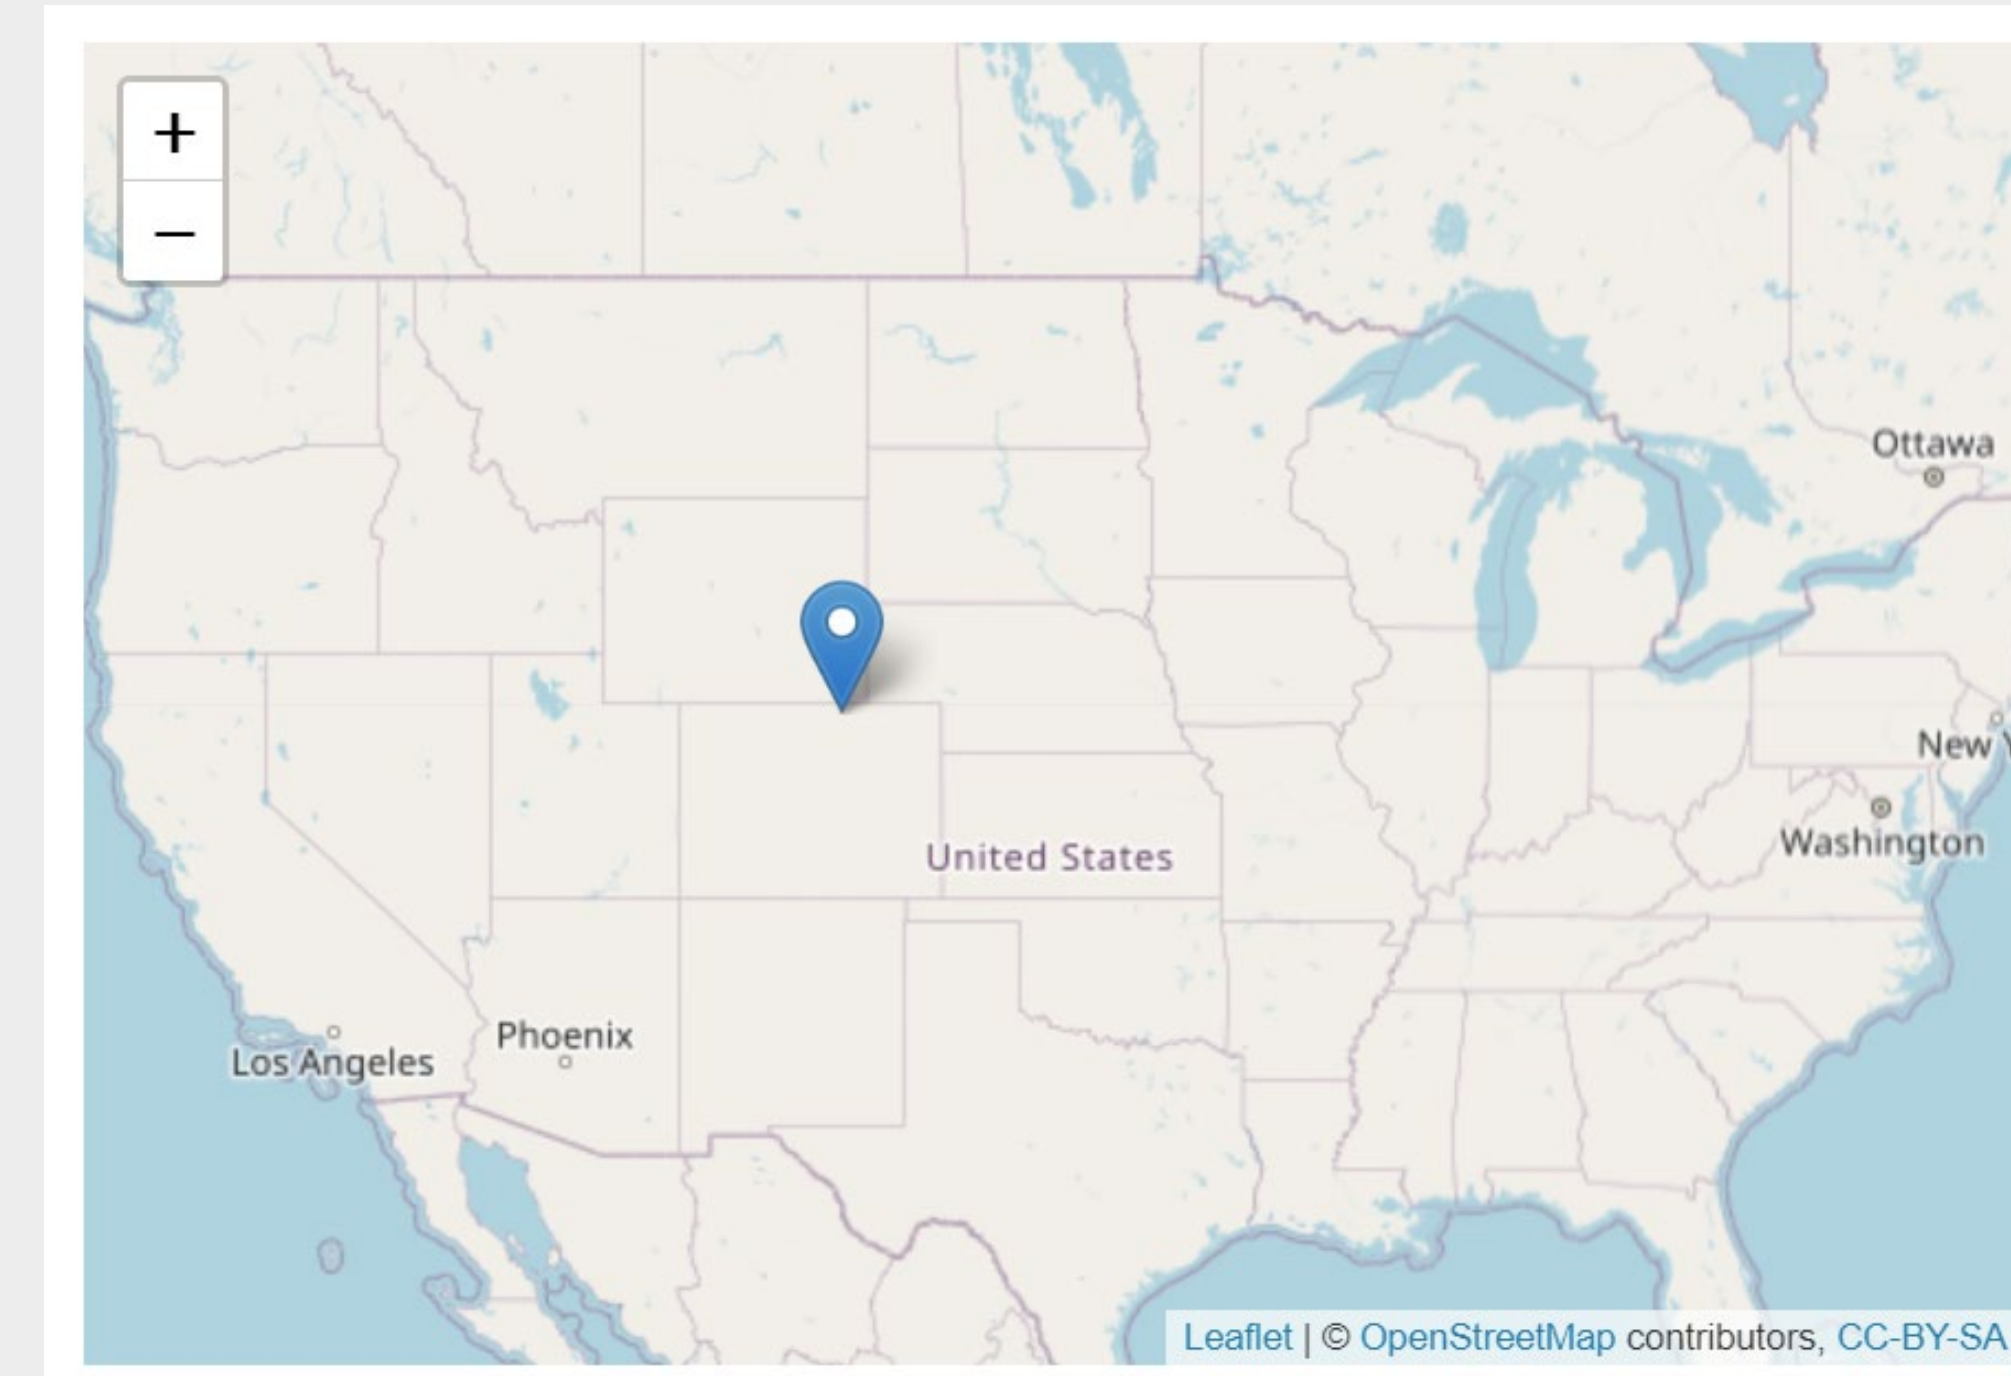 +
−
Ottawa
New Y
Washington
United States
Phoenix
Los Angeles
Leaflet | © OpenStreetMap contributors, CC-BY-SA